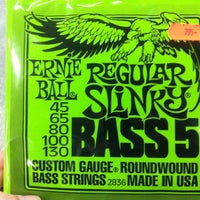 795.-
ERNIE
BALL®
REGULAR
SLINKY®
45
65
80
100
130
BASS 5
CUSTOM GAUGE® ROUNDWOUND
BASS STRINGS 2836 MADE IN USA